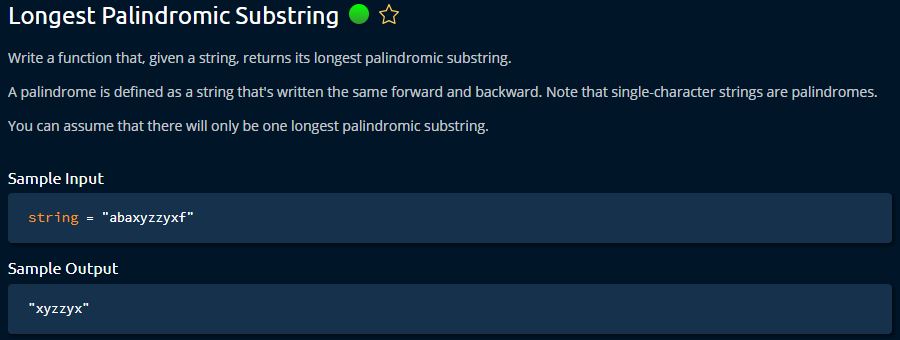 Longest Palindromic Substring
Write a function that, given a string, returns its longest palindromic substring.
A palindrome is defined as a string that's written the same forward and backward. Note that single-character strings are palindromes.
You can assume that there will only be one longest palindromic substring.
Sample Input
string = "abaxyzzyxf"
Sample Output
"xyzzyx"